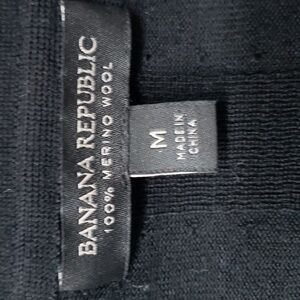 BANANA REPUBLIC
100% MERINO WOOL
M
MADE IN
CHINA